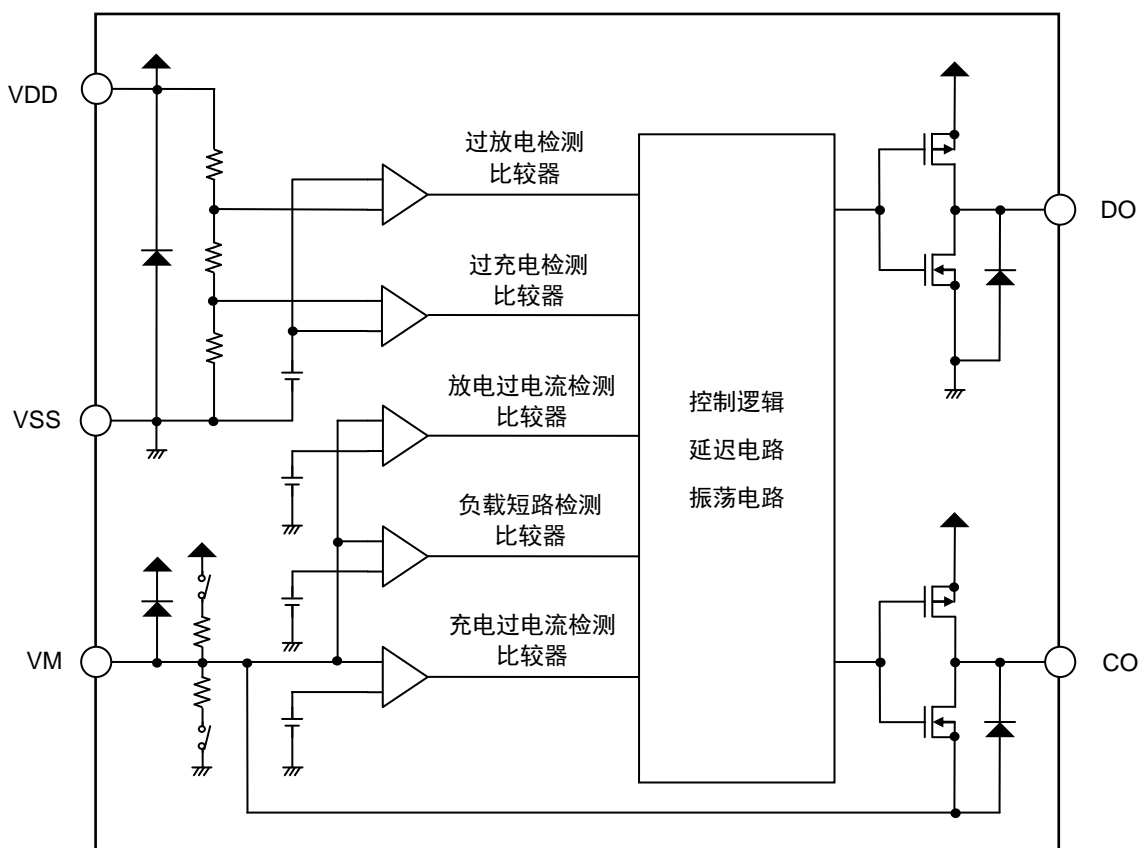 VDD
过放电检测
比较器
DO
过充电检测
比较器
VSS
放电过电流检测
比较器
控制逻辑
延迟电路
振荡电路
负载短路检测
比较器
VM
充电过电流检测
比较器
CO